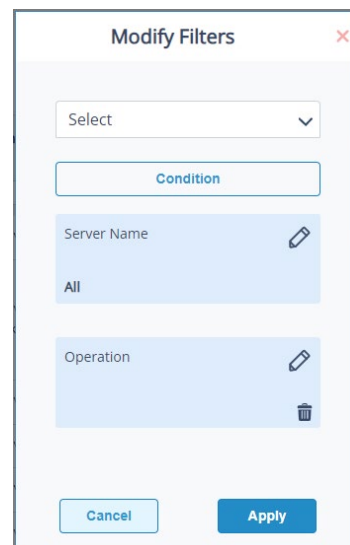 Modify Filters
Select
Condition
Server Name
All
Operation
Cancel
Apply